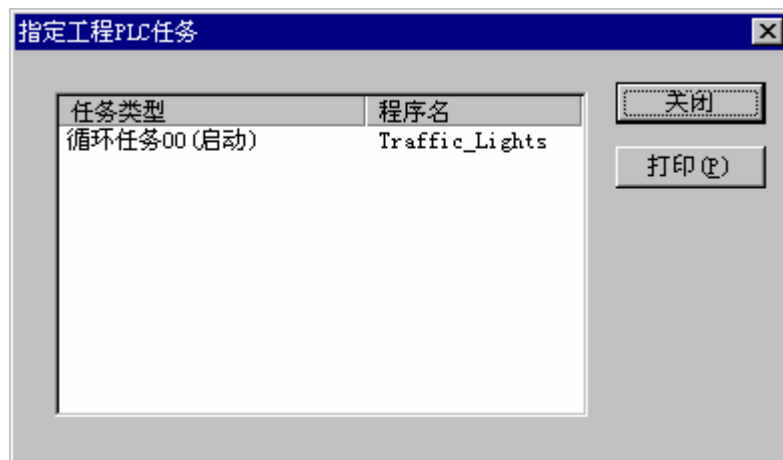 指定工程PLC任务
任务类型 程序名
循环任务00(启动) Traffic_Lights
关闭
打印(P)